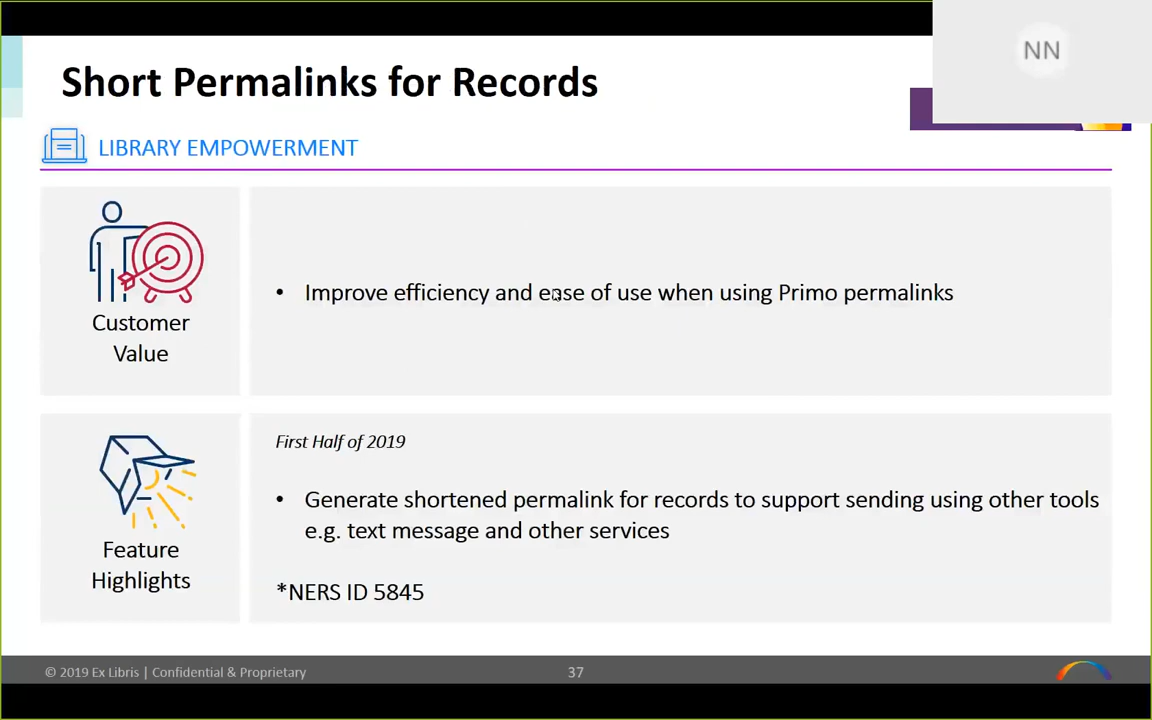 NN
Short Permalinks for Records
LIBRARY EMPOWERMENT
Customer
Value
• Improve efficiency and ease of use when using Primo permalinks
Feature
Highlights
First Half of 2019
• Generate shortened permalink for records to support sending using other tools
e.g. text message and other services
*NERS ID 5845
© 2019 Ex Libris | Confidential & Proprietary
37